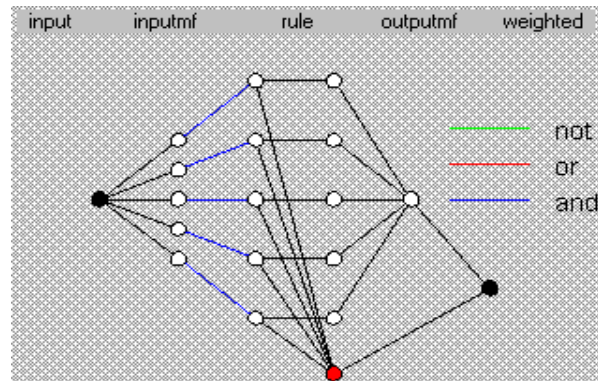 input inputmf rule outputmf weighted
not
or
and